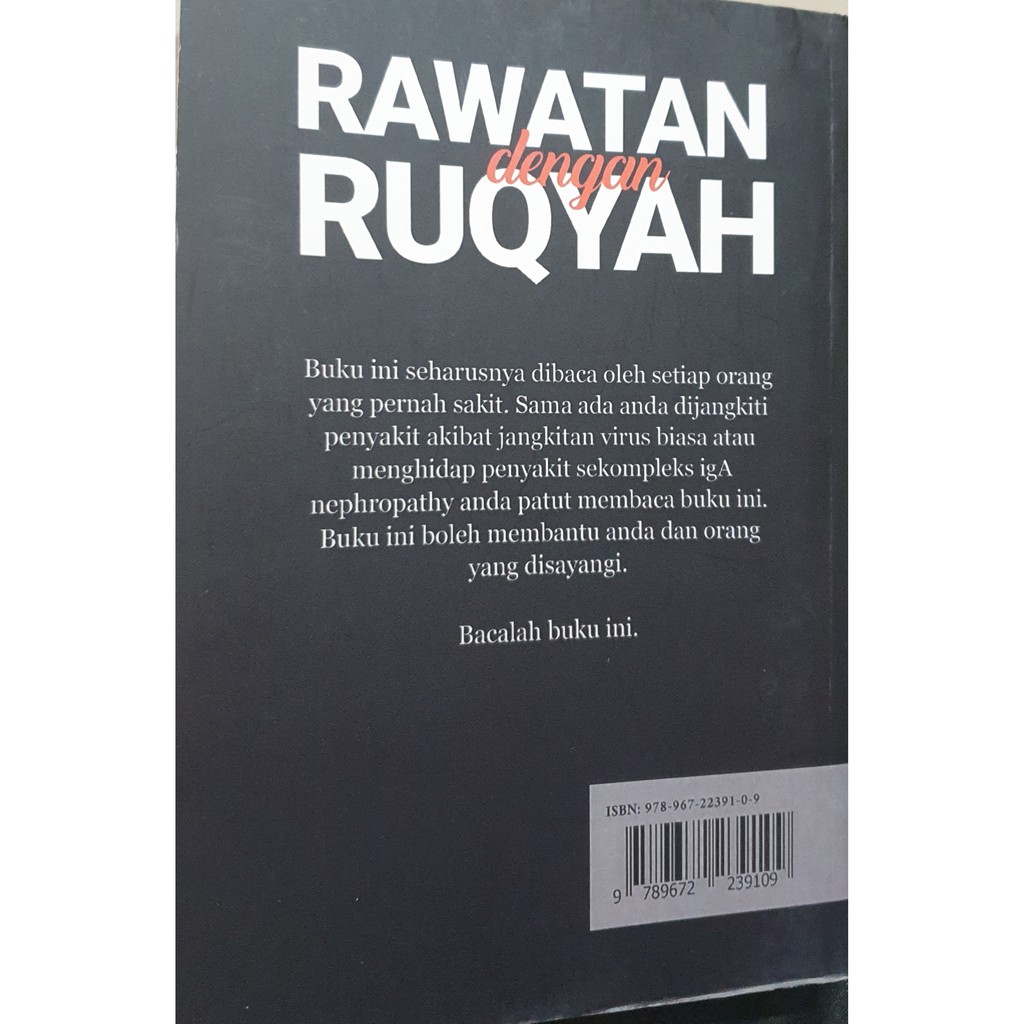 RAWATAN
dengan
RUQYAH
Buku ini seharusnya dibaca oleh setiap orang
yang pernah sakit. Sama ada anda dijangkiti
penyakit akibat jangkitan virus biasa atau
menghidap penyakit sekompleks igA
nephropathy anda patut membaca buku ini.
Buku ini boleh membantu anda dan orang
yang disayangi.
Bacalah buku ini.
ISBN: 978-967-22391-0-9
9 789672 239109